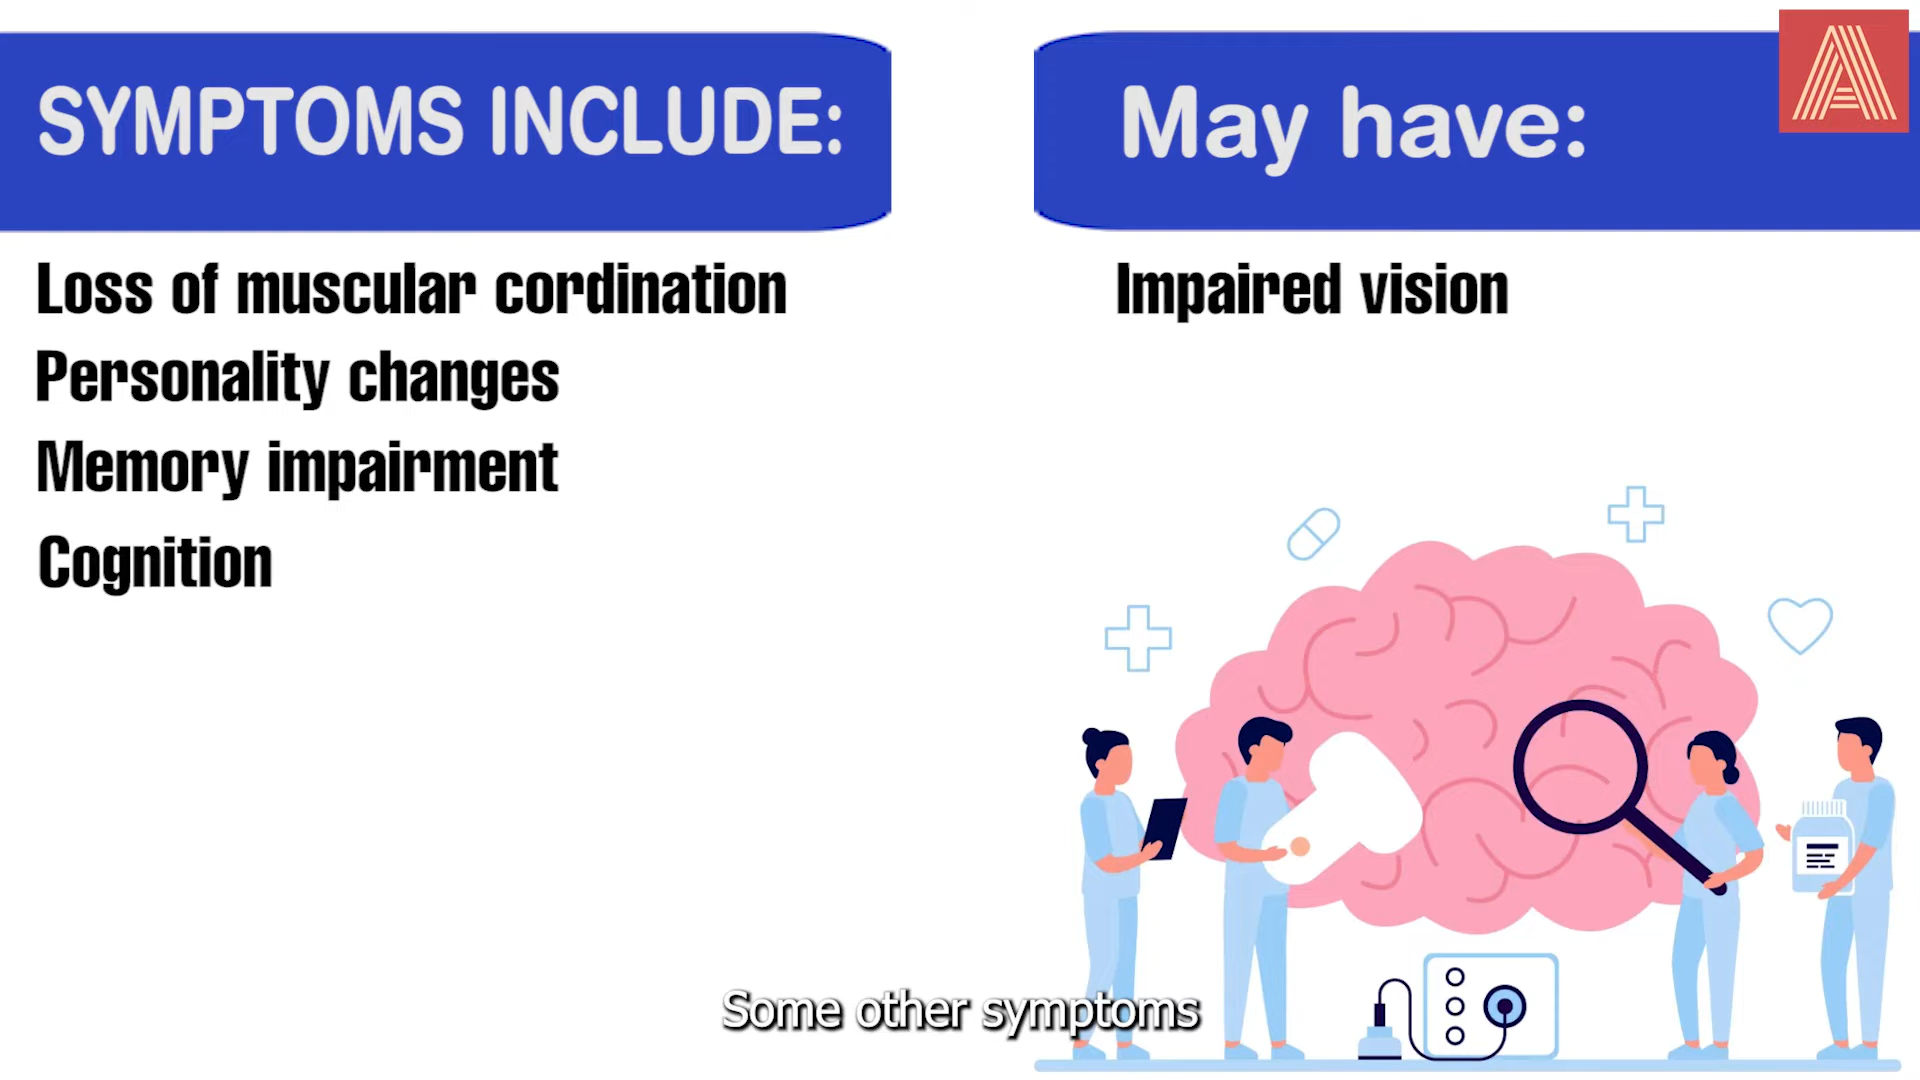 SYMPTOMS INCLUDE:
Loss of muscular cordination
Personality changes
Memory impairment
Cognition
May have:
Impaired vision
Some other symptoms